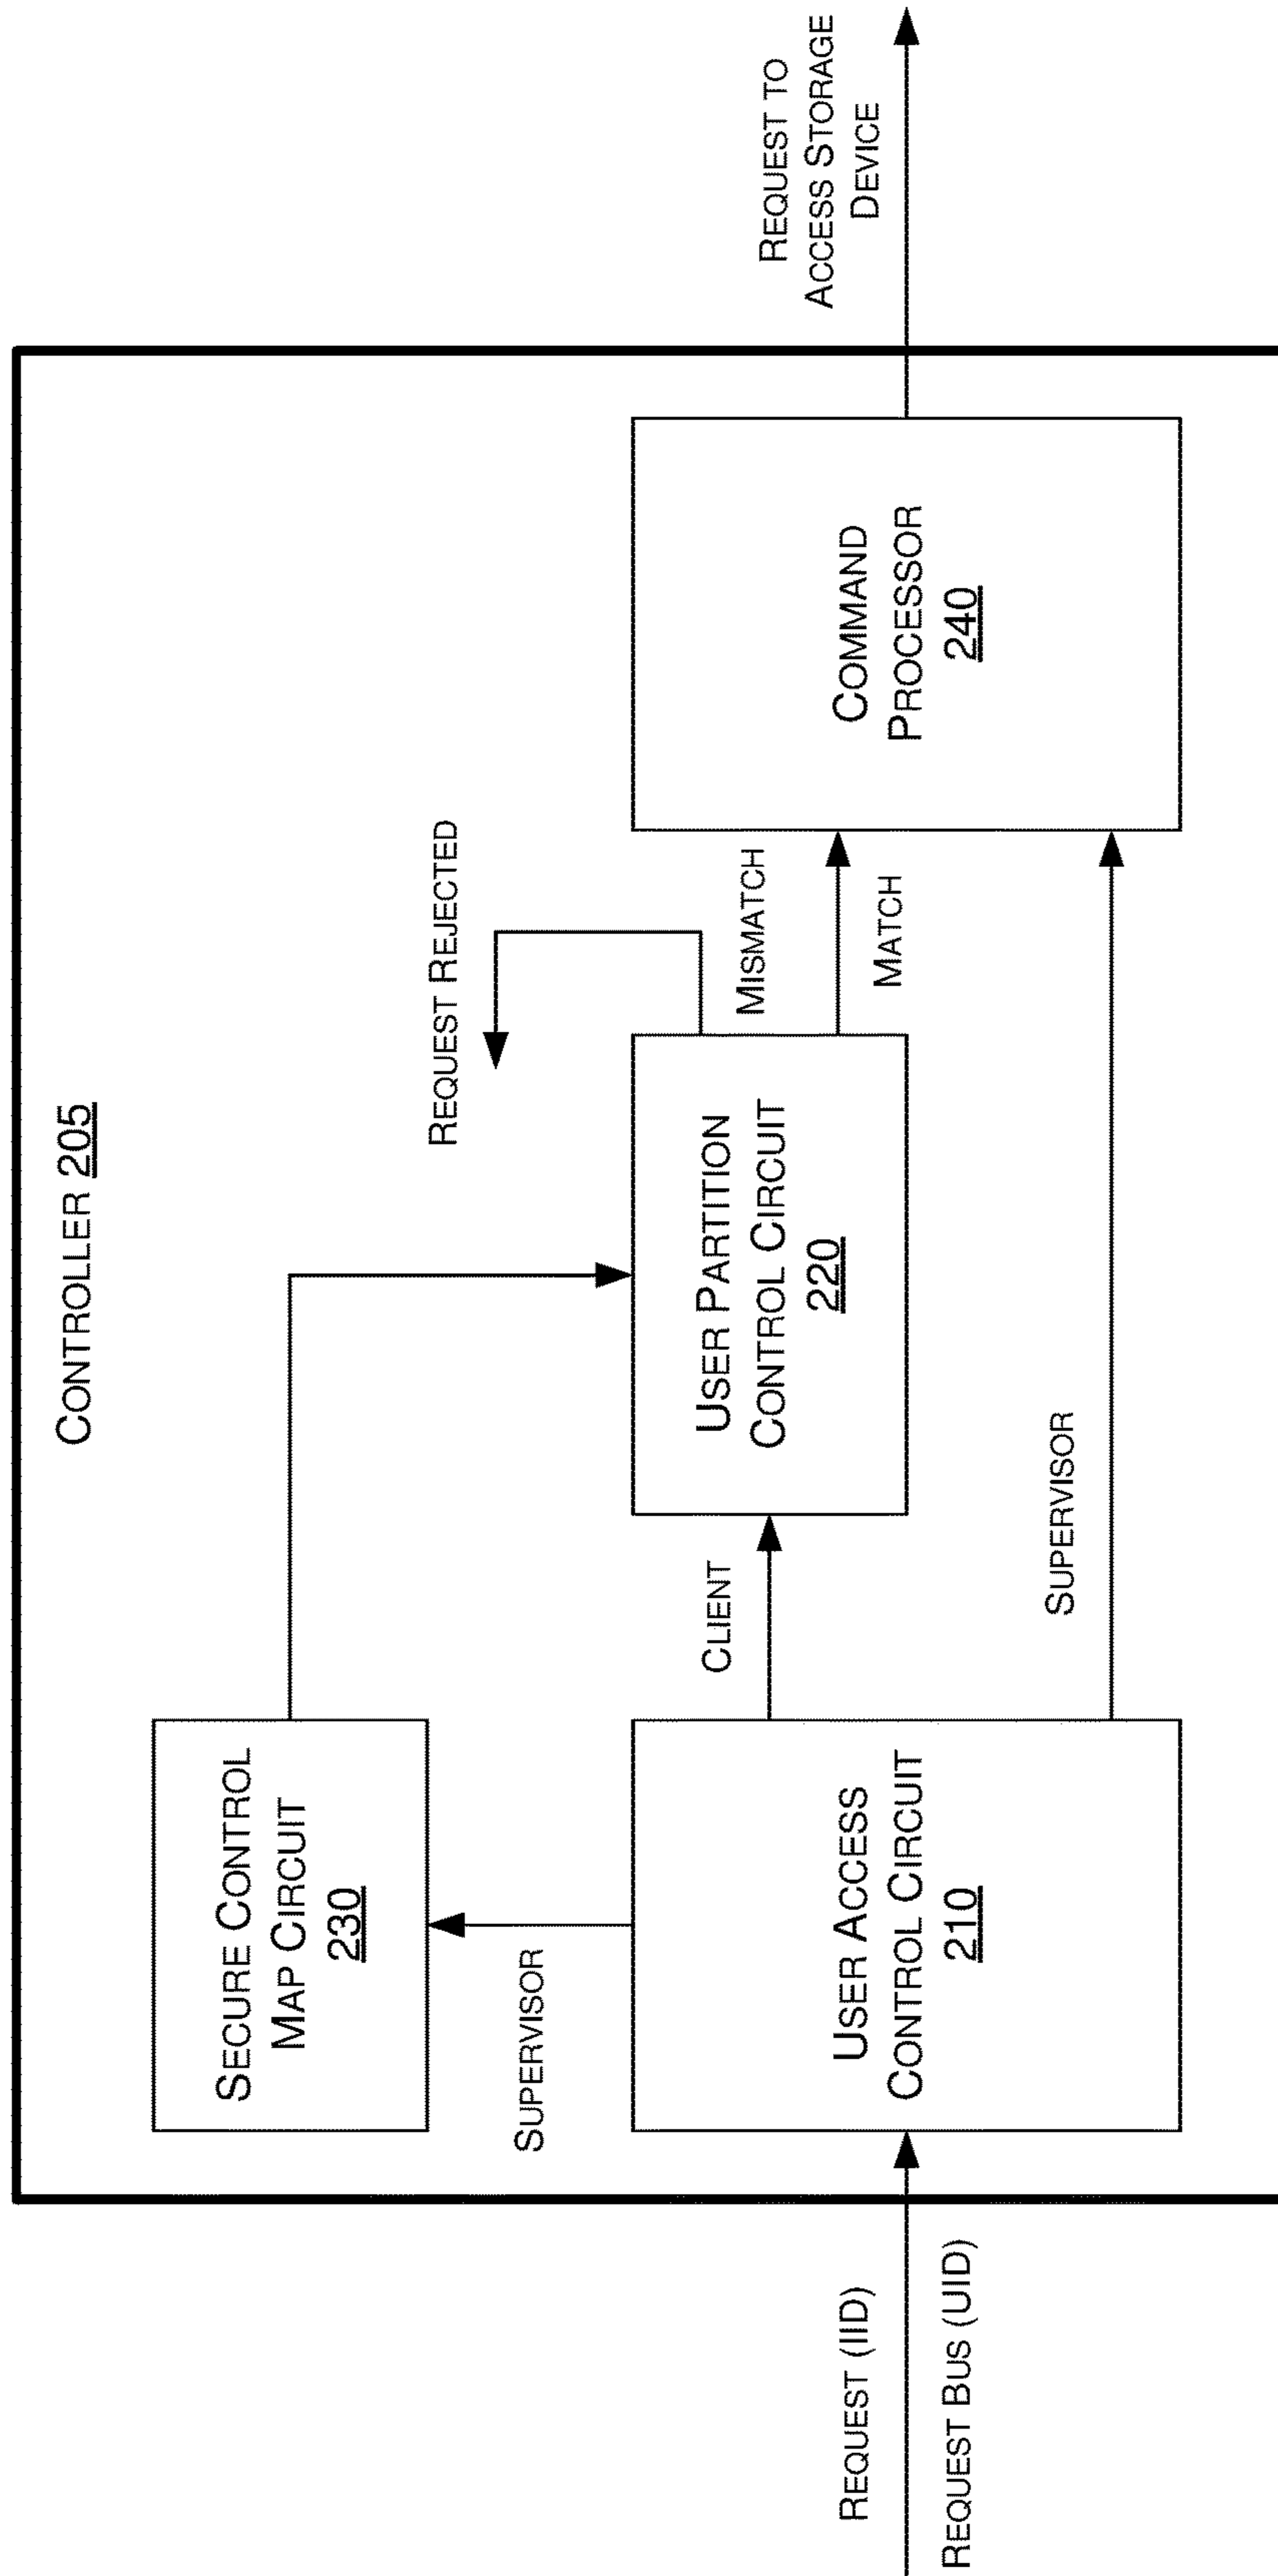 CONTROLLER 205
SECURE CONTROL
MAP CIRCUIT
230
SUPERVISOR
REQUEST REJECTED
REQUEST (IID)
REQUEST BUS (UID)
USER ACCESS
CONTROL CIRCUIT
210
CLIENT
USER PARTITION
CONTROL CIRCUIT
220
MISMATCH
MATCH
SUPERVISOR
COMMAND
PROCESSOR
240
REQUEST TO
ACCESS STORAGE
DEVICE